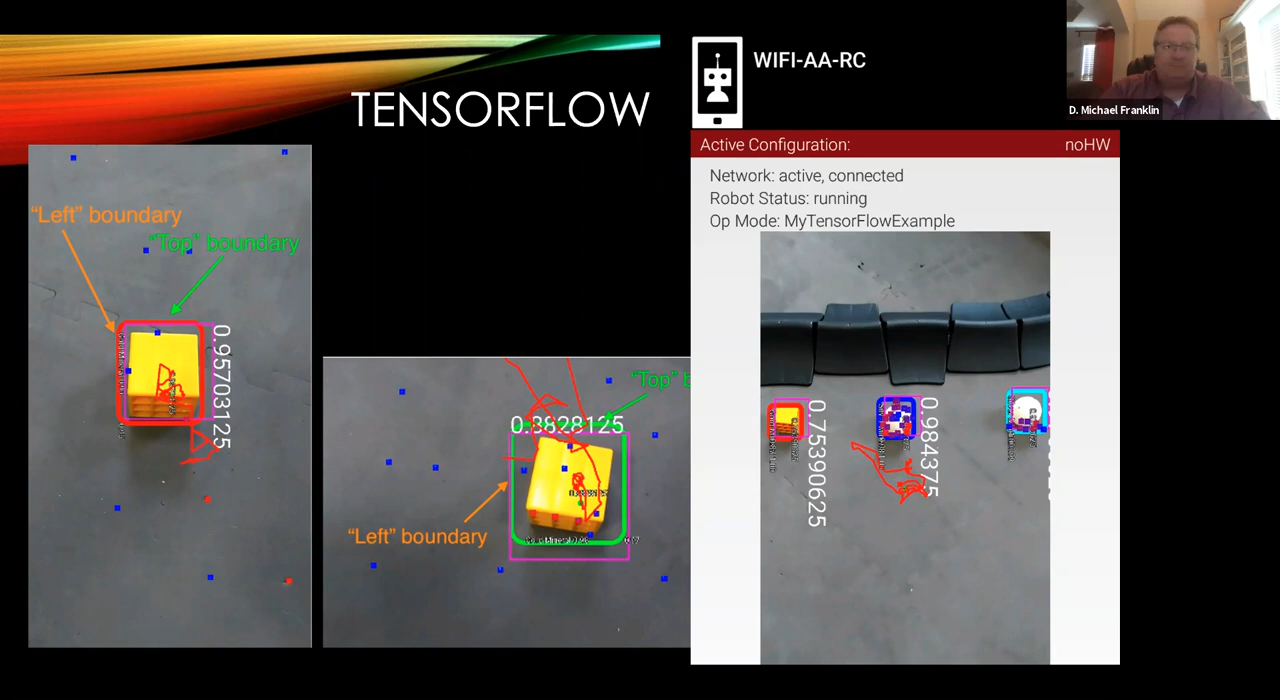 TENSORFLOW
"Left" boundary
"Top" boundary
0.95703125
0.3828125
"Top" b
"Left" boundary
WIFI-AA-RC
Active Configuration: noHW
Network: active, connected
Robot Status: running
Op Mode: MyTensorFlowExample
0.75390625
0.984375
D. Michael Franklin